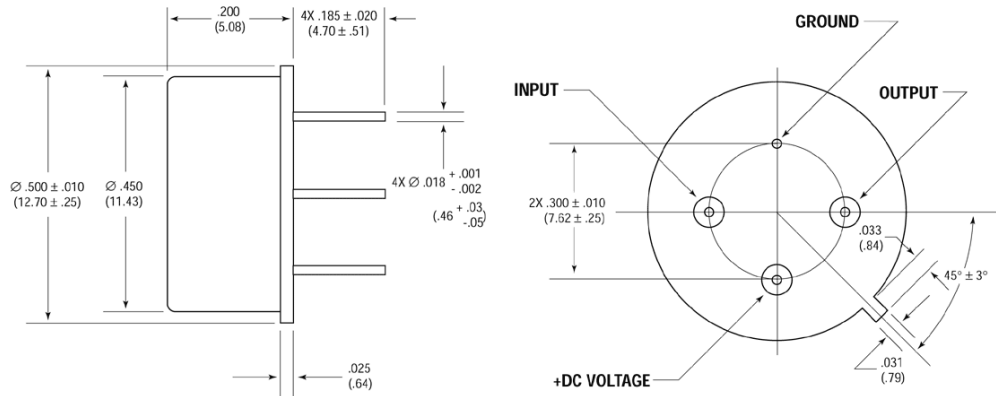 .200
(5.08)
4X .185 ± .020
(4.70 ± .51)
Ø .500 ± .010
(12.70 ± .25)
Ø .450
(11.43)
4X Ø .018 + .001 - .002
(.46 + .03 -.05)
.025
(.64)
GROUND
INPUT
OUTPUT
2X .300 ± .010
(7.62 ± .25)
.033
(.84)
45° ± 3°
.031
(.79)
+DC VOLTAGE